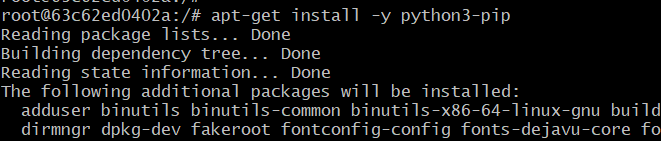 root@63c62ed0402a:/# apt-get install -y python3-pip
Reading package lists... Done
Building dependency tree... Done
Reading state information... Done
The following additional packages will be installed:
  adduser binutils binutils-common binutils-x86-64-linux-gnu build
  dirmngr dpkg-dev fakeroot fontconfig-config fonts-dejavu-core fo